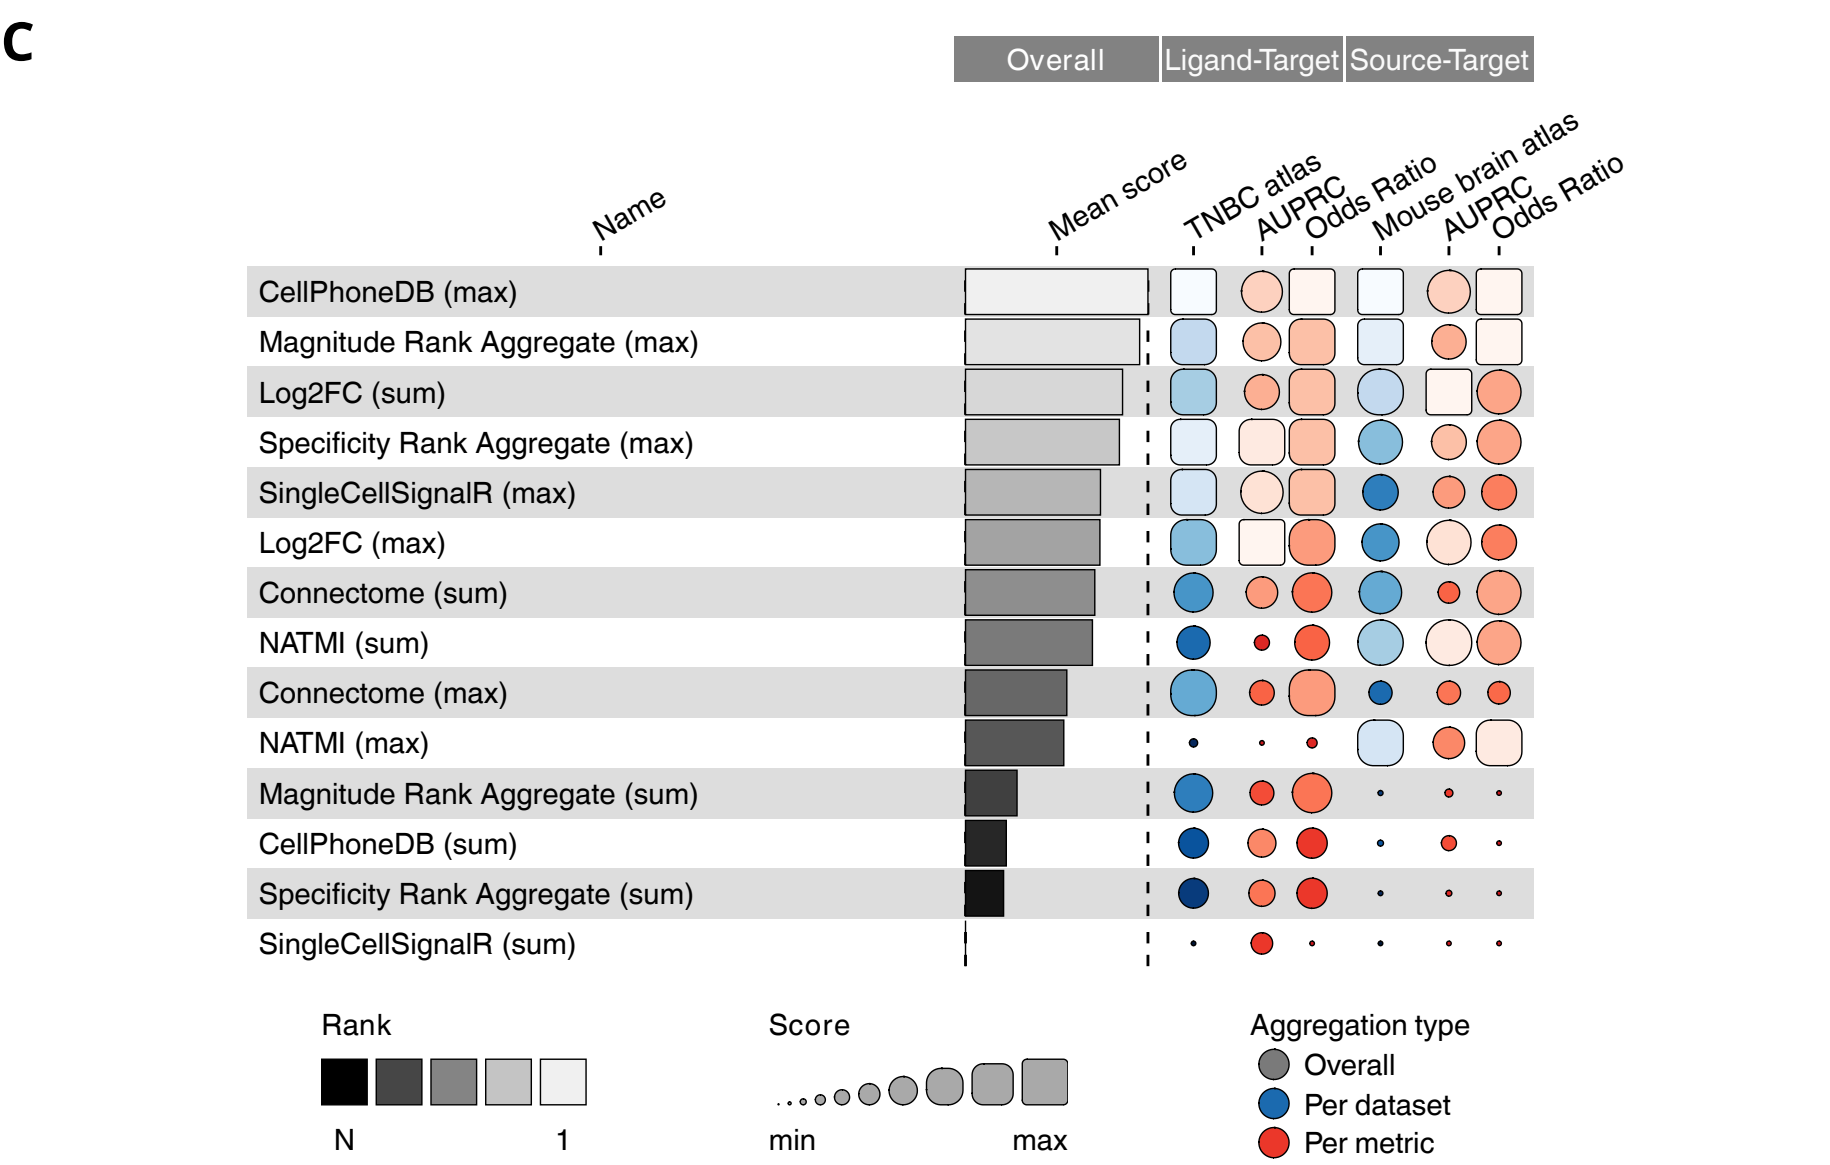 C
Overall Ligand-Target Source-Target
Name Mean score TNBC atlas AUPRC Odds Ratio Mouse brain atlas AUPRC Odds Ratio
CellPhoneDB (max)
Magnitude Rank Aggregate (max)
Log2FC (sum)
Specificity Rank Aggregate (max)
SingleCellSignalR (max)
Log2FC (max)
Connectome (sum)
NATMI (sum)
Connectome (max)
NATMI (max)
Magnitude Rank Aggregate (sum)
CellPhoneDB (sum)
Specificity Rank Aggregate (sum)
SingleCellSignalR (sum)
Rank Score Aggregation type
Overall
Per dataset
N 1 min max Per metric